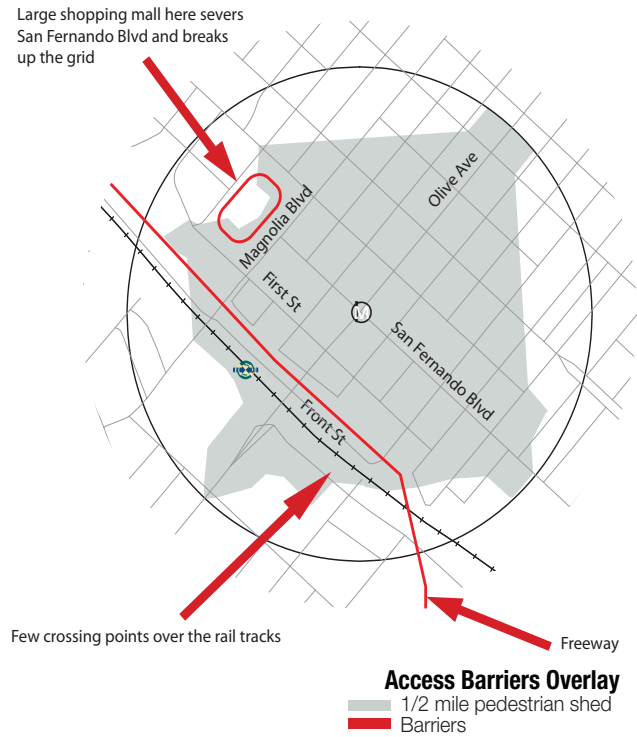 Large shopping mall here severs
San Fernando Blvd and breaks
up the grid
Olive Ave
Magnolia Blvd
First St
M
San Fernando Blvd
Front St
Few crossing points over the rail tracks
Freeway
Access Barriers Overlay
1/2 mile pedestrian shed
Barriers